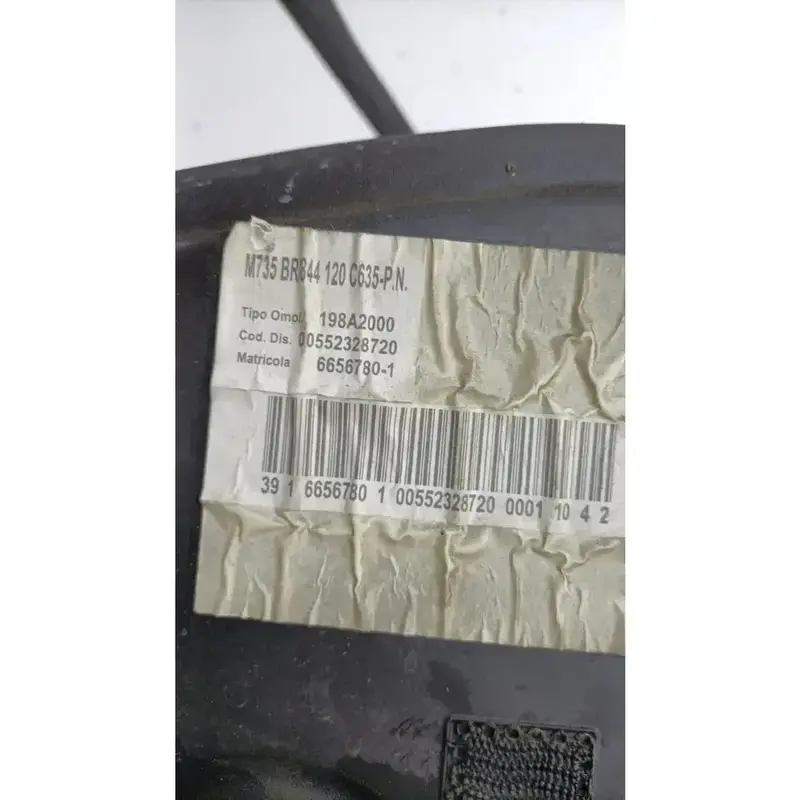 M735 BR844 120 C635-P.N.
Tipo Omol. 198A2000
Cod. Dis. 00552328720
Matricola 6656780-1
39 1 6656780 1 00552328720 0001 10 4 2